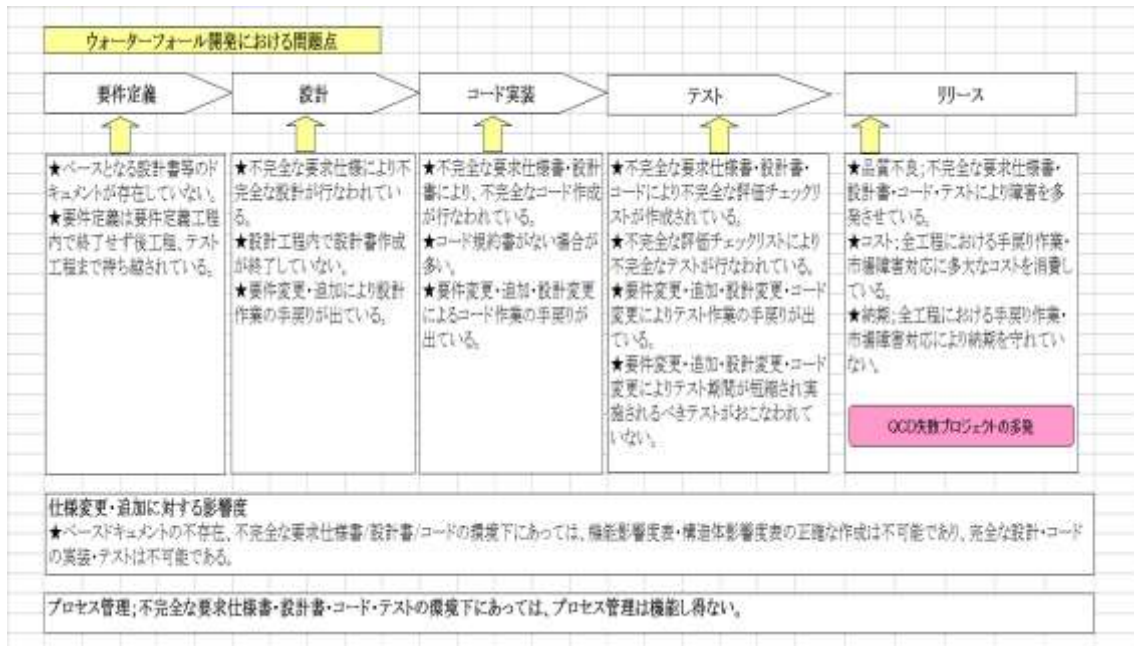 ウォーターフォール開発における問題点
要件定義
設計
コード実装
テスト
リリース
★ベースとなる設計書等のド
キュメントが存在していない。
★要件定義は要件定義工程
内で終了せず後工程、テスト
工程まで持ち越されている。
★不完全な要求仕様により不
完全な設計が行なわれてい
る。
★設計工程内で設計書作成
が終了していない。
★要件変更・追加により設計
作業の手戻りが出ている。
★不完全な要求仕様書・設計
書により、不完全なコード作成
が行なわれている。
★コード規約書がない場合が
多い。
★要件変更・追加・設計変更
によるコード作業の手戻りが
出ている。
★不完全な要求仕様書・設計書・
コードにより不完全な評価チェックリ
ストが作成されている。
★不完全な評価チェックリストにより
不完全なテストが行なわれている。
★要件変更・追加・設計変更・コード
変更によりテスト作業の手戻りが出
ている。
★要件変更・追加・設計変更・コード
変更によりテスト期間が短縮され実
施されるべきテストがおこなわれて
いない。
★品質不良;不完全な要求仕様書・
設計書・コード・テストにより障害を多
発させている。
★コスト;全工程における手戻り作業・
市場障害対応に多大なコストを消費し
ている。
★納期;全工程における手戻り作業・
市場障害対応により納期を守れてい
ない。
QCD失敗プロジェクトの多発
仕様変更・追加に対する影響度
★ベースドキュメントの不存在、不完全な要求仕様書/設計書/コードの環境下にあっては、機能影響度表・構造体影響度表の正確な作成は不可能であり、完全な設計・コード
の実装・テストは不可能である。
プロセス管理;不完全な要求仕様書・設計書・コード・テストの環境下にあっては、プロセス管理は機能し得ない。